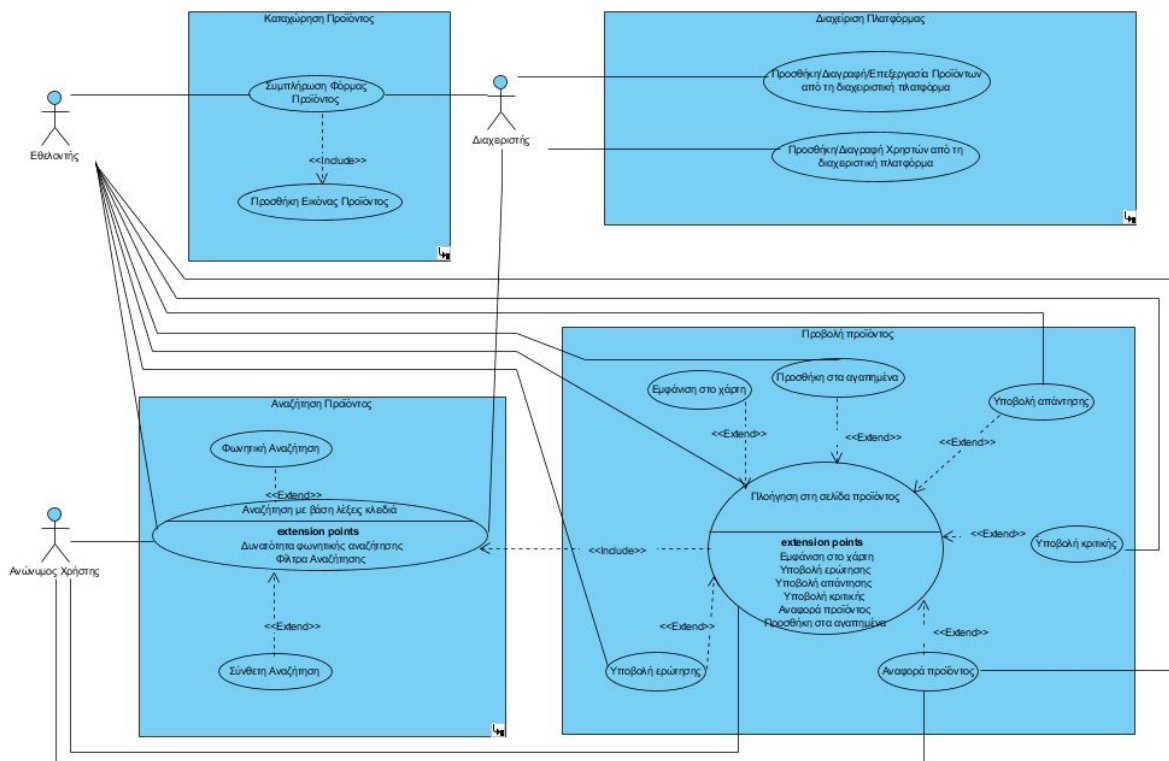 Καταχώρηση Προϊόντος
Διαχείριση Πλατφόρμας
Συμπλήρωση Φόρμας
Προϊόντος
Προσθήκη/Διαγραφή/Επεξεργασία Προϊόντων
από τη διαχειριστική πλατφόρμα
Εθελοντής
Διαχειριστής
<<Include>>
Προσθήκη/Διαγραφή Χρηστών από τη
διαχειριστική πλατφόρμα
Προσθήκη Εικόνας Προϊόντος
Προβολή προϊόντος
Εμφάνιση στο χάρτη
Προσθήκη στα αγαπημένα
Υποβολή απάντησης
Αναζήτηση Προϊόντος
Φωνητική Αναζήτηση
<<Extend>>
<<Extend>>
<<Extend>>
<<Extend>>
Αναζήτηση με βάση λέξεις κλειδιά
extension points
Δυνατότητα φωνητικής αναζήτησης
Φίλτρα Αναζήτησης
Πλοήγηση στη σελίδα προϊόντος
extension points
Εμφάνιση στο χάρτη
Υποβολή ερώτησης
Υποβολή απάντησης
Υποβολή κριτικής
Αναφορά προϊόντος
Προσθήκη στα αγαπημένα
<<Extend>>
Υποβολή κριτικής
<<Include>>
Ανώνυμος Χρήστης
<<Extend>>
<<Extend>>
<<Extend>>
Σύνθετη Αναζήτηση
Υποβολή ερώτησης
Αναφορά προϊόντος